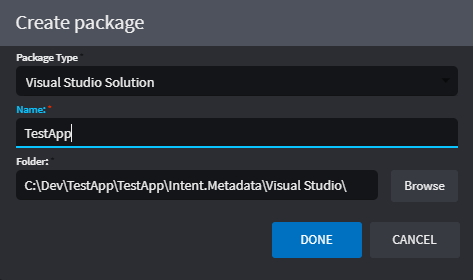 Create package
Package Type
Visual Studio Solution
Name: *
TestApp
Folder: *
C:\Dev\TestApp\TestApp\Intent.Metadata\Visual Studio\
Browse
DONE
CANCEL